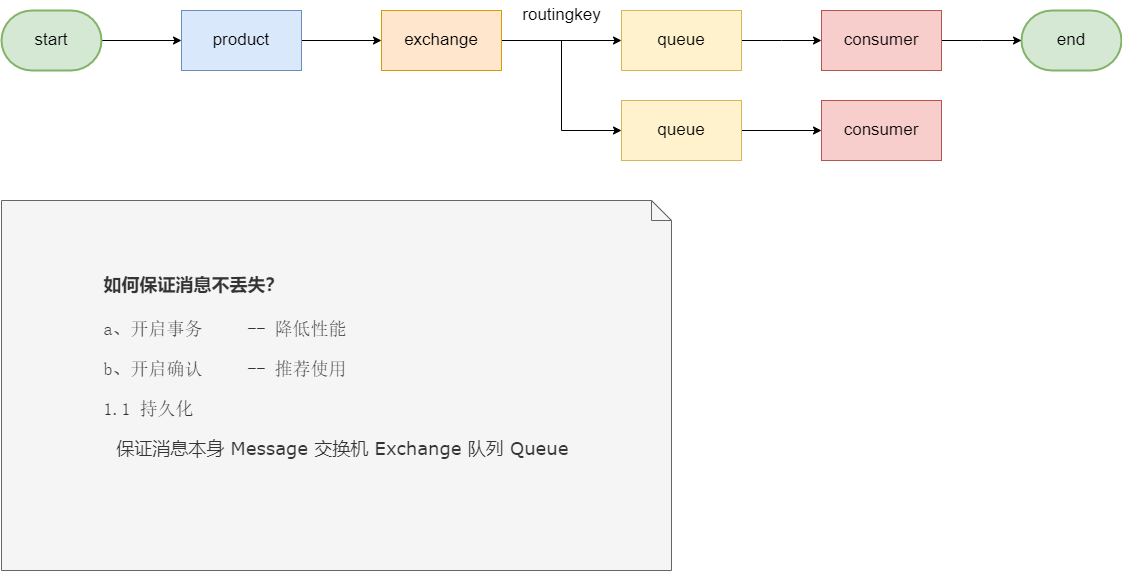 routingkey
start
product
exchange
queue
consumer
end
queue
consumer
如何保证消息不丢失?
a、开启事务 -- 降低性能
b、开启确认 -- 推荐使用
1.1 持久化
保证消息本身 Message 交换机 Exchange 队列 Queue